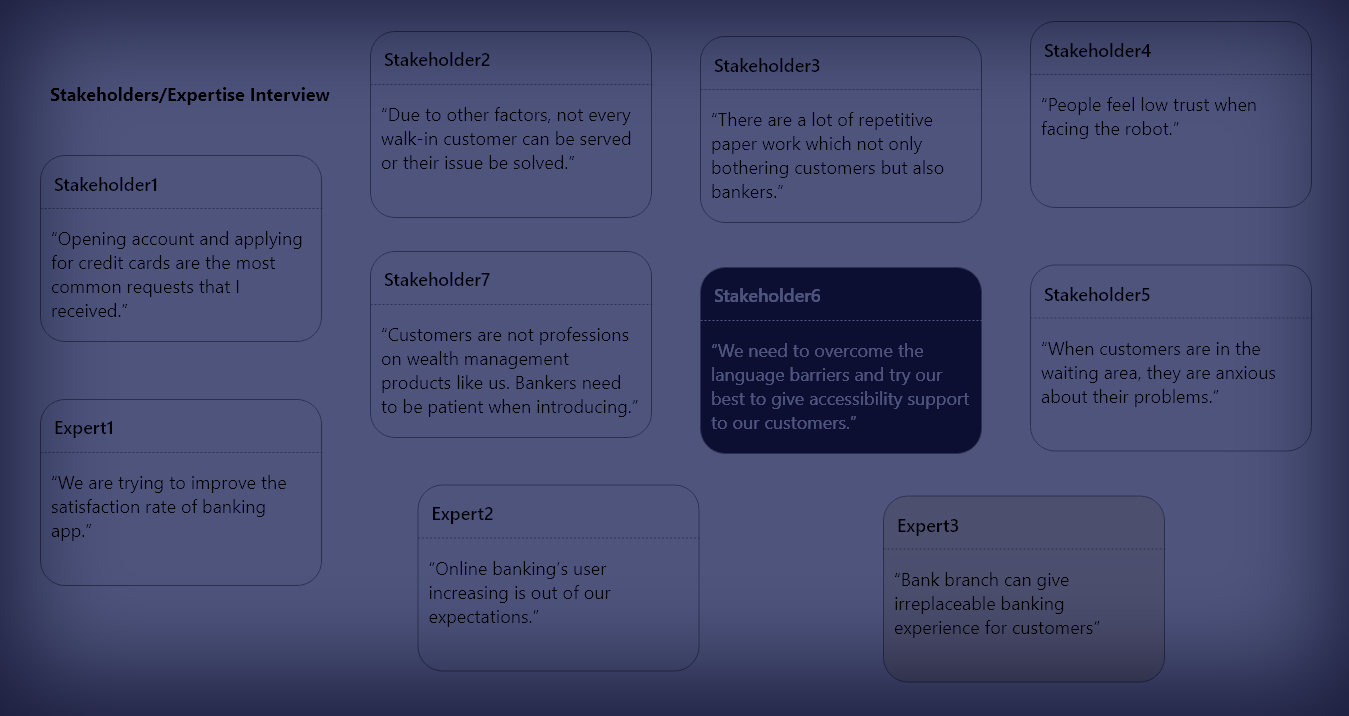 Stakeholders/Expertise Interview
Stakeholder1
“Opening account and applying
for credit cards are the most
common requests that I
received.”
Stakeholder2
“Due to other factors, not every
walk-in customer can be served
or their issue be solved.”
Stakeholder3
“There are a lot of repetitive
paper work which not only
bothering customers but also
bankers.”
Stakeholder4
“People feel low trust when
facing the robot.”
Stakeholder7
“Customers are not professions
on wealth management
products like us. Bankers need
to be patient when introducing.”
Stakeholder6
“We need to overcome the
language barriers and try our
best to give accessibility support
to our customers.”
Stakeholder5
“When customers are in the
waiting area, they are anxious
about their problems.”
Expert1
“We are trying to improve the
satisfaction rate of banking
app.”
Expert2
“Online banking’s user
increasing is out of our
expectations.”
Expert3
“Bank branch can give
irreplaceable banking
experience for customers”